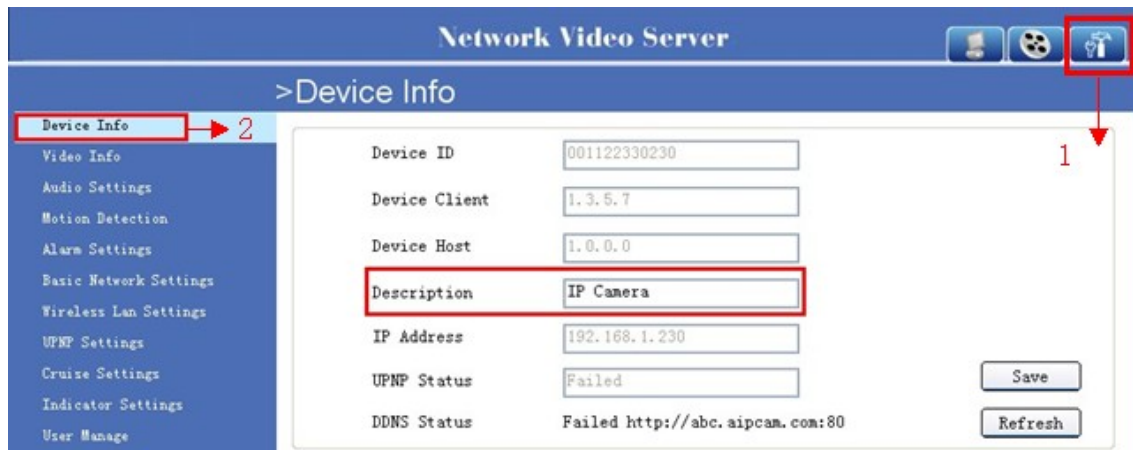 Network Video Server
>Device Info
Device Info
2
Video Info
Audio Settings
Motion Detection
Alarm Settings
Basic Network Settings
Wireless Lan Settings
UPNP Settings
Cruise Settings
Indicator Settings
User Manage
Device ID 001122330230
1
Device Client 1.3.5.7
Device Host 1.0.0.0
Description IP Camera
IP Address 192.168.1.230
UPNP Status Failed
Save
DDNS Status Failed http://abc.aipcam.com:80
Refresh